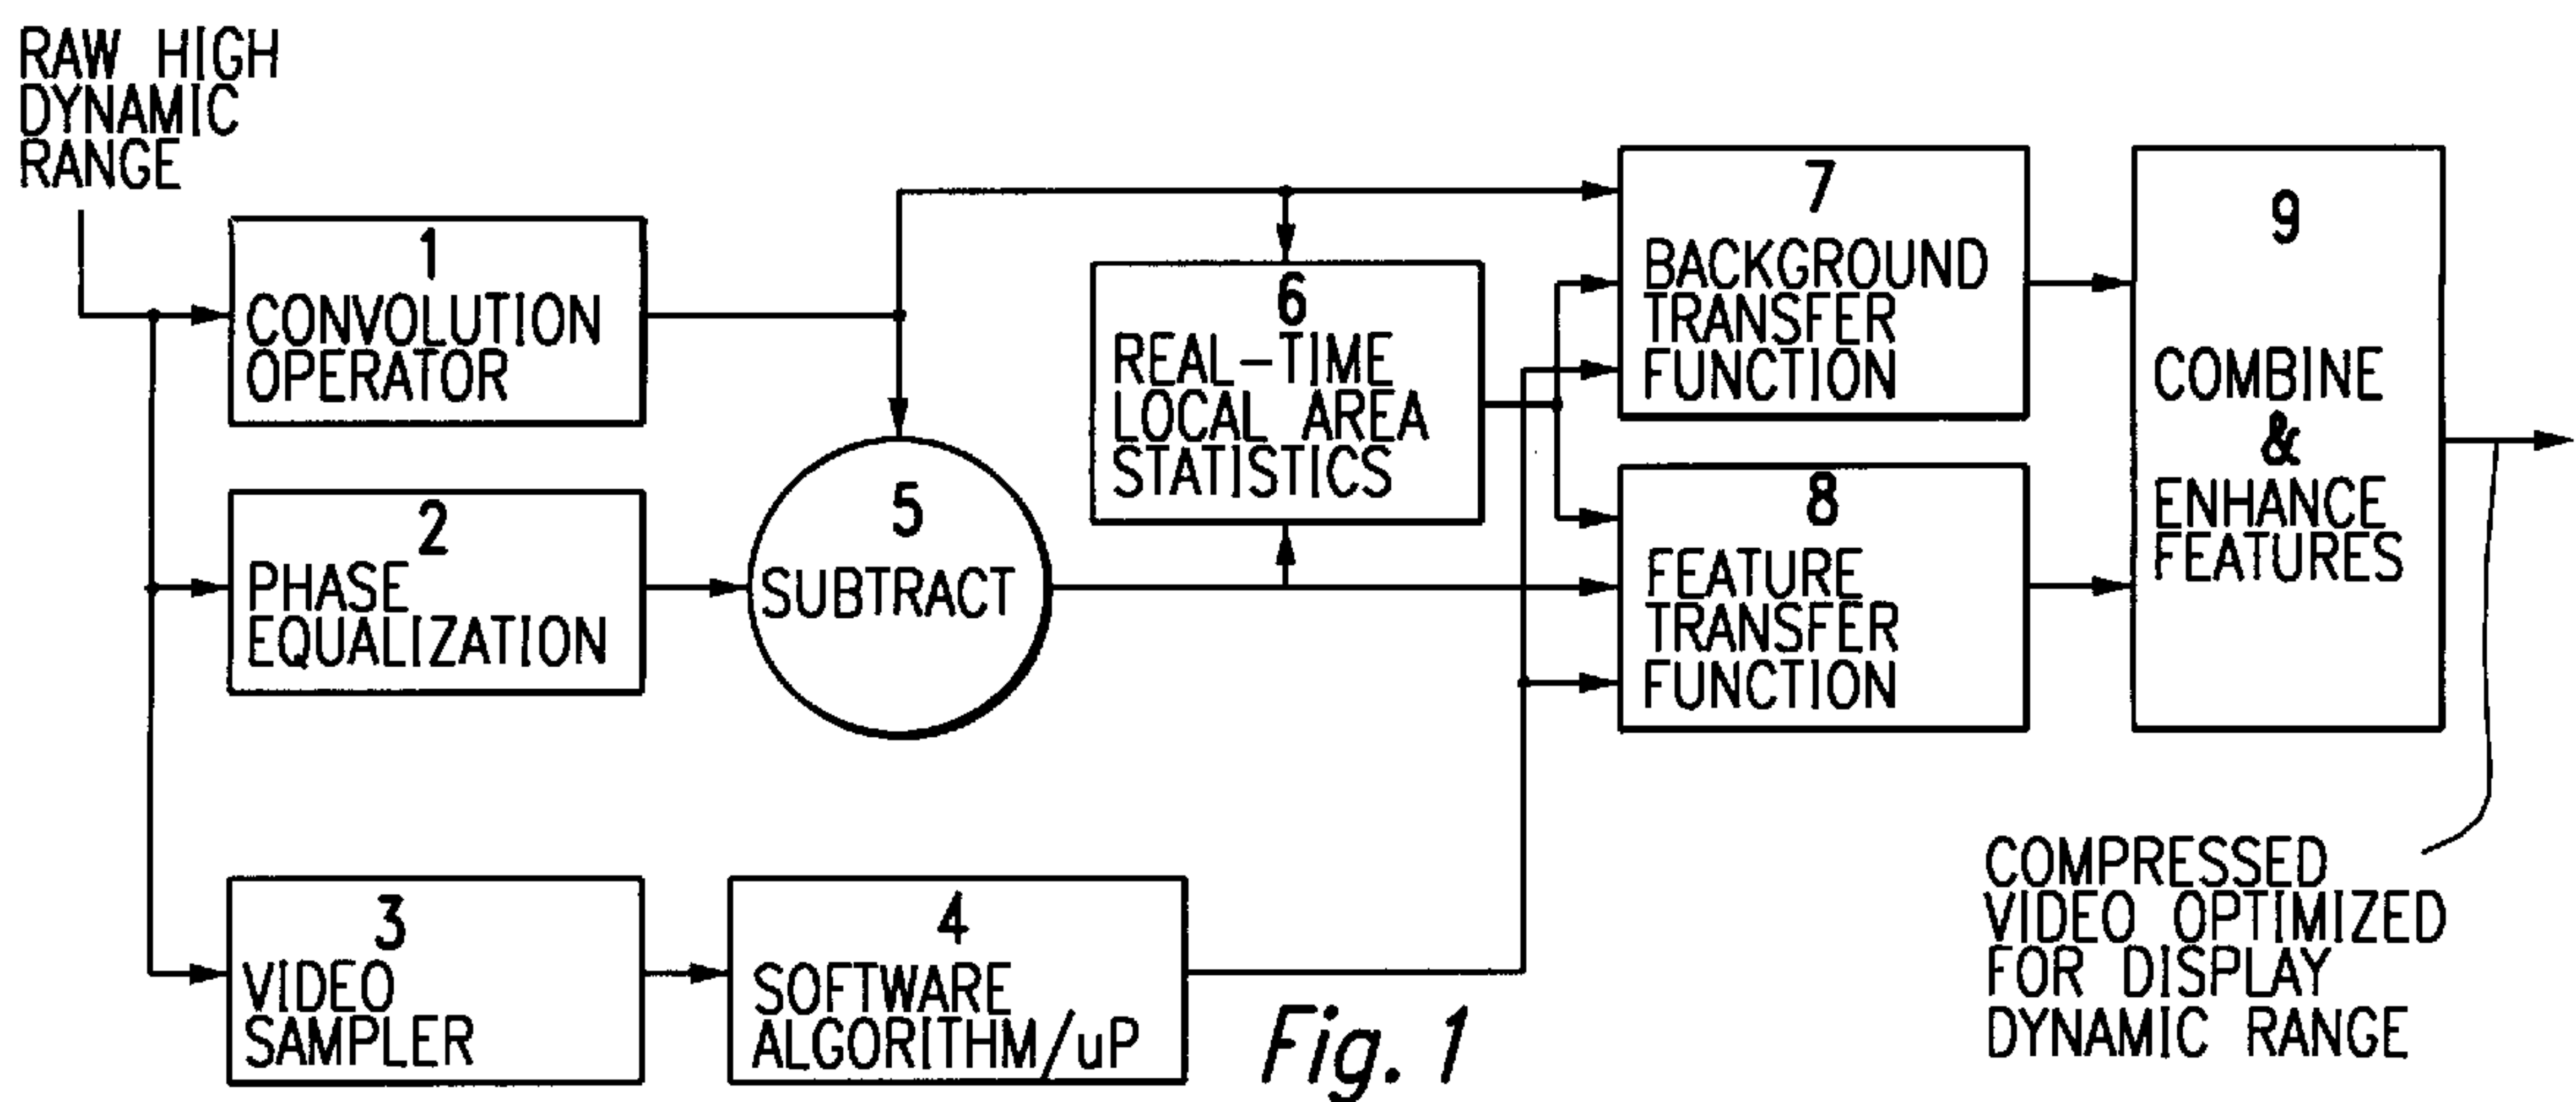 RAW HIGH
DYNAMIC
RANGE
1
CONVOLUTION
OPERATOR
2
PHASE
EQUALIZATION
3
VIDEO
SAMPLER
4
SOFTWARE
ALGORITHM/uP
5
SUBTRACT
6
REAL-TIME
LOCAL AREA
STATISTICS
7
BACKGROUND
TRANSFER
FUNCTION
8
FEATURE
TRANSFER
FUNCTION
9
COMBINE
&
ENHANCE
FEATURES
COMPRESSED
VIDEO OPTIMIZED
FOR DISPLAY
DYNAMIC RANGE
Fig. 1